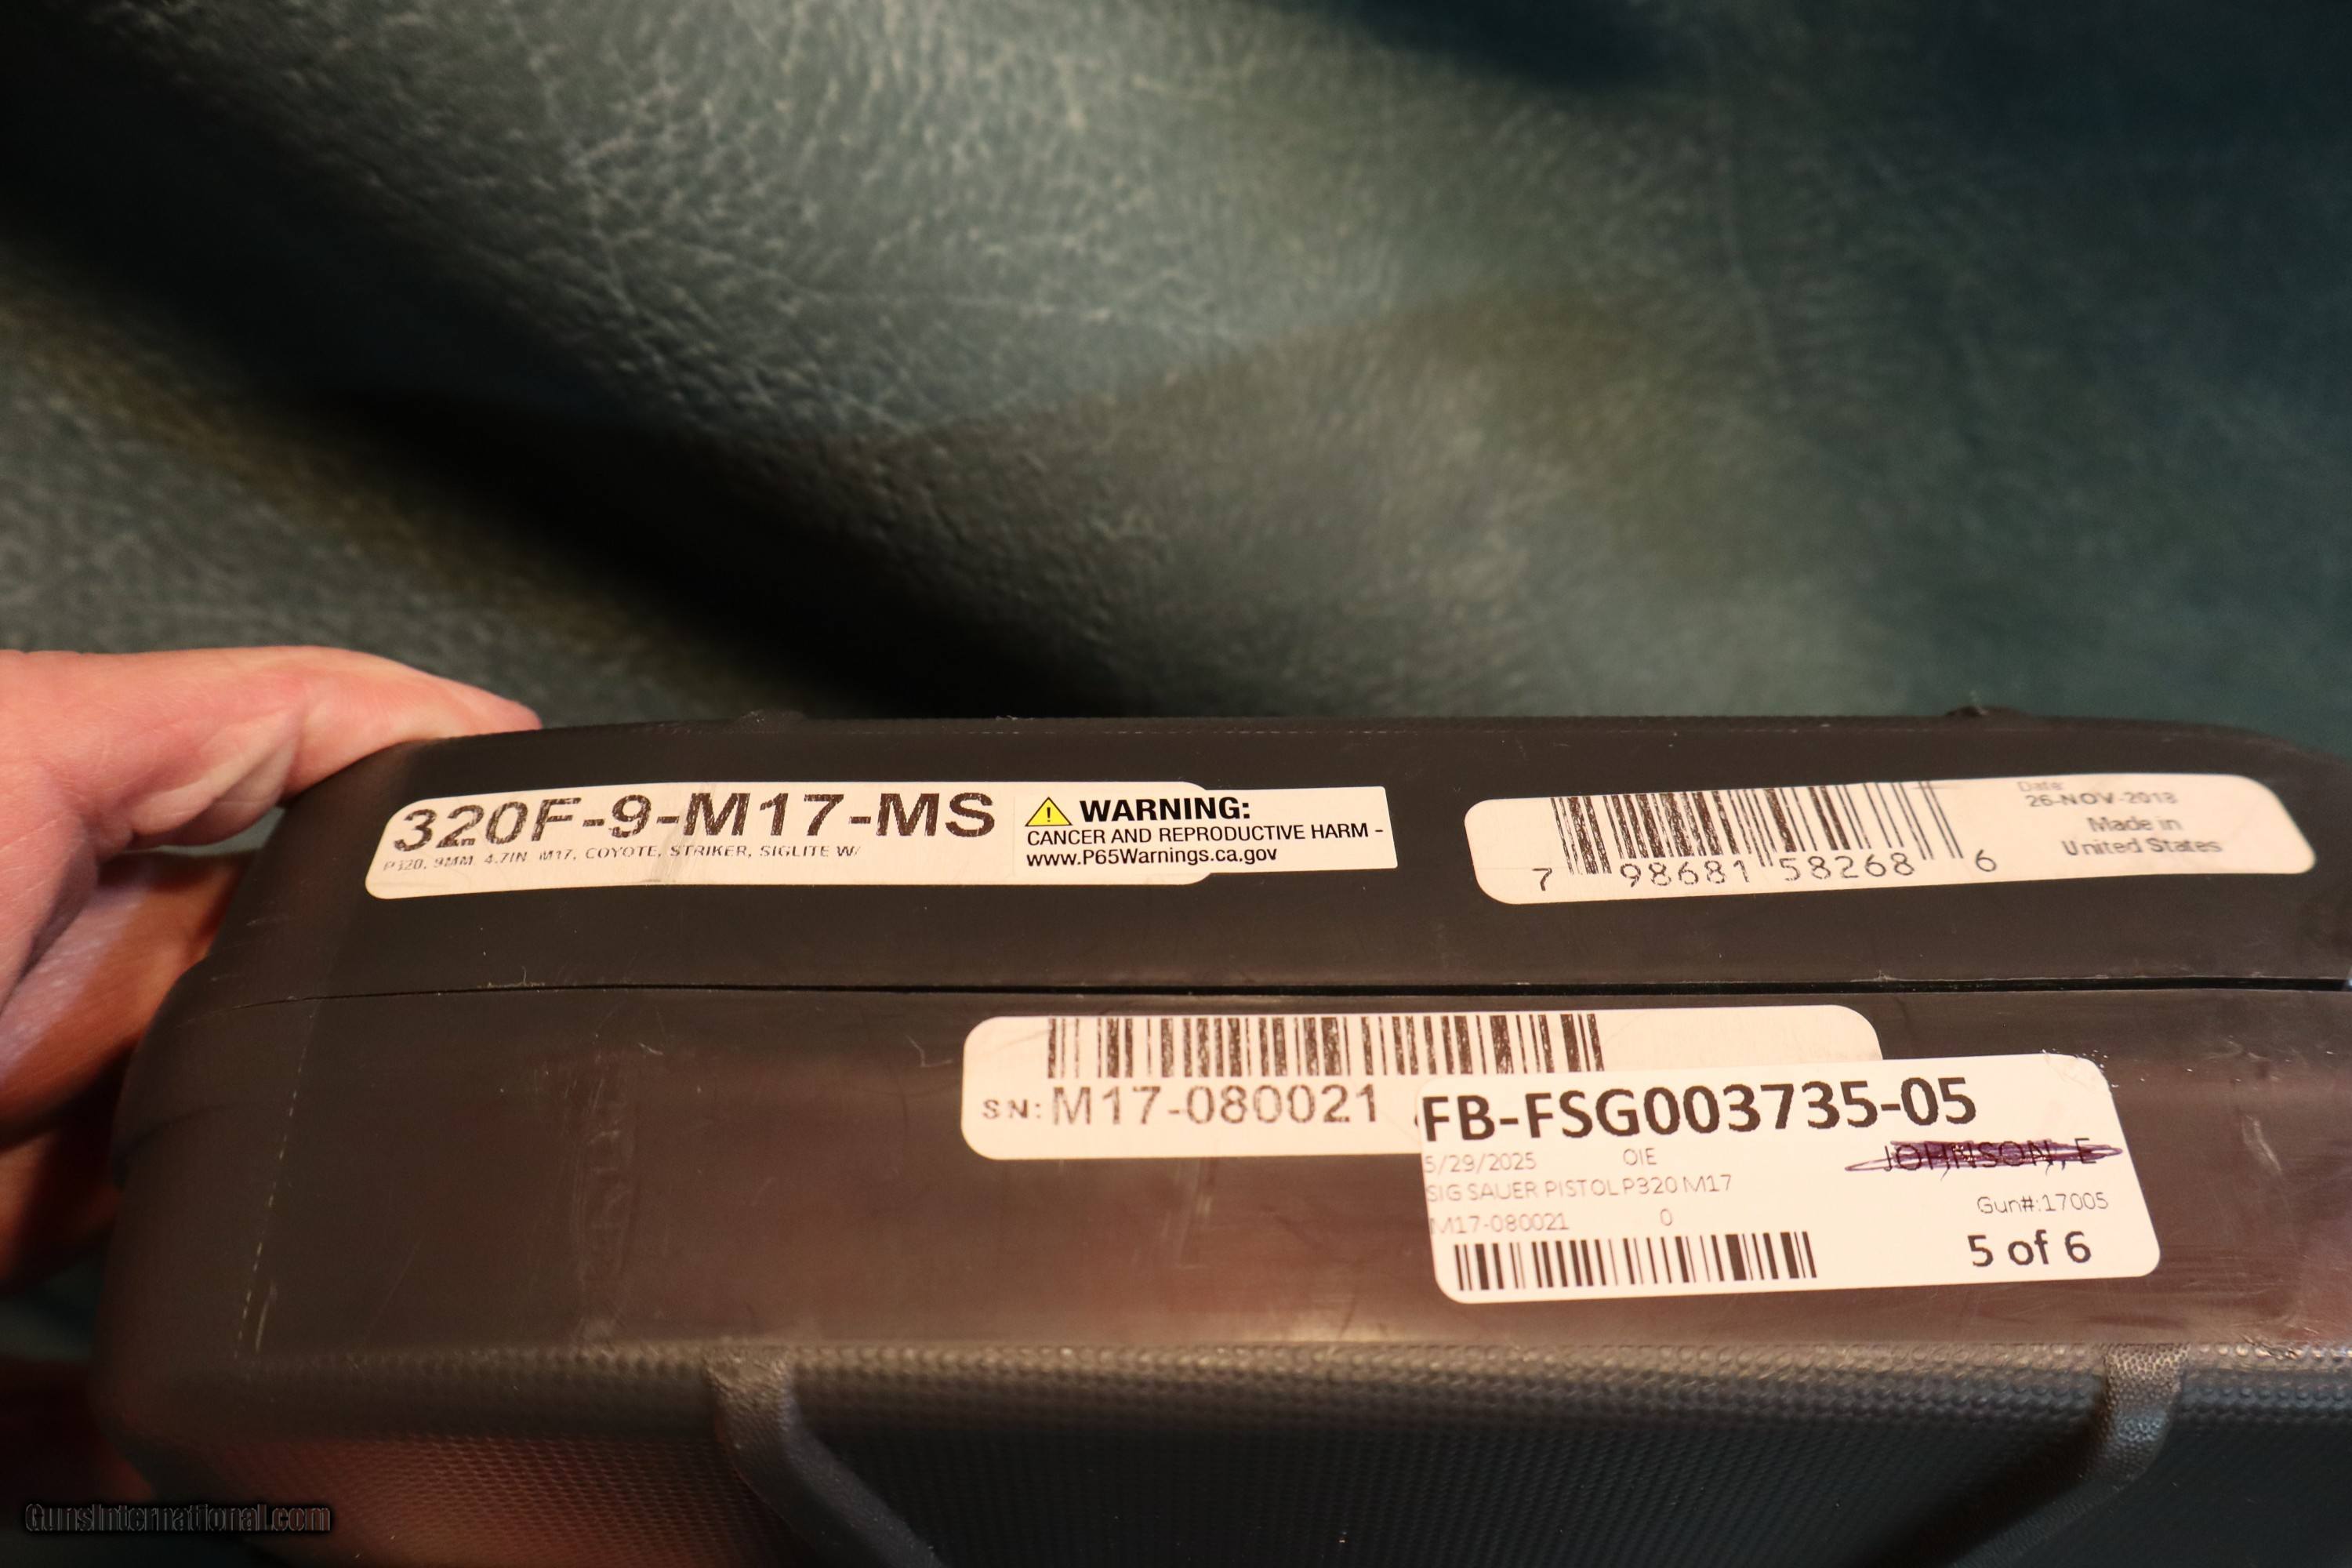 320F-9-M17-MS
P320, 9MM, 4.7IN, M17, COYOTE, STRIKER, SIGLITE W/
WARNING:
CANCER AND REPRODUCTIVE HARM -
www.P65Warnings.ca.gov
7 98681 58268 6
Date:
26-NOV-2018
Made in
United States
SN: M17-080021
FB-FSG003735-05
5/29/2025 OIE JOHNSON, E
SIG SAUER PISTOL P320 M17
Gun#:17005
M17-080021 0
5 of 6
GunsInternational.com